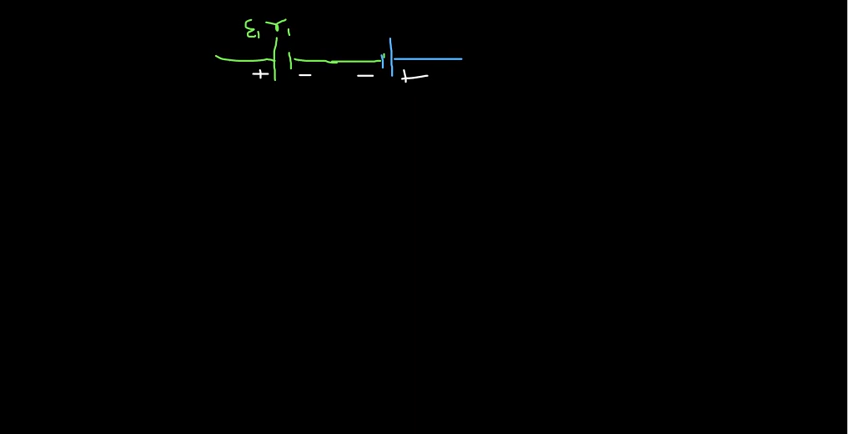 ε₁ r₁
+ − − +